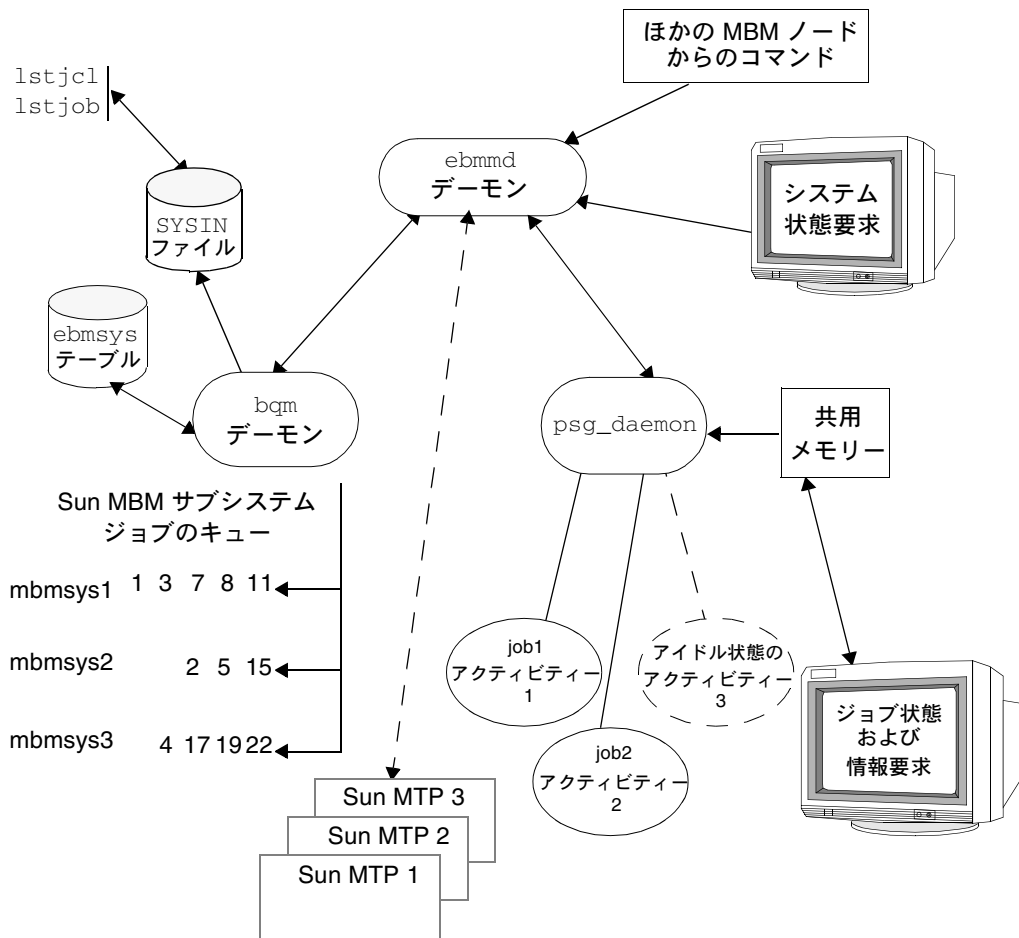 ほかの MBM ノード
からのコマンド
lstjcl
lstjob
ebmmd
デーモン
システム
状態要求
SYSIN
ファイル
ebmsys
テーブル
bqm
デーモン
psg_daemon
共用
メモリー
Sun MBM サブシステム
ジョブのキュー
mbmsys1 1 3 7 8 11
mbmsys2 2 5 15
mbmsys3 4 17 19 22
job1
アクティビティー
1
アイドル状態の
アクティビティー
3
job2
アクティビティー
2
ジョブ状態
および
情報要求
Sun MTP 3
Sun MTP 2
Sun MTP 1